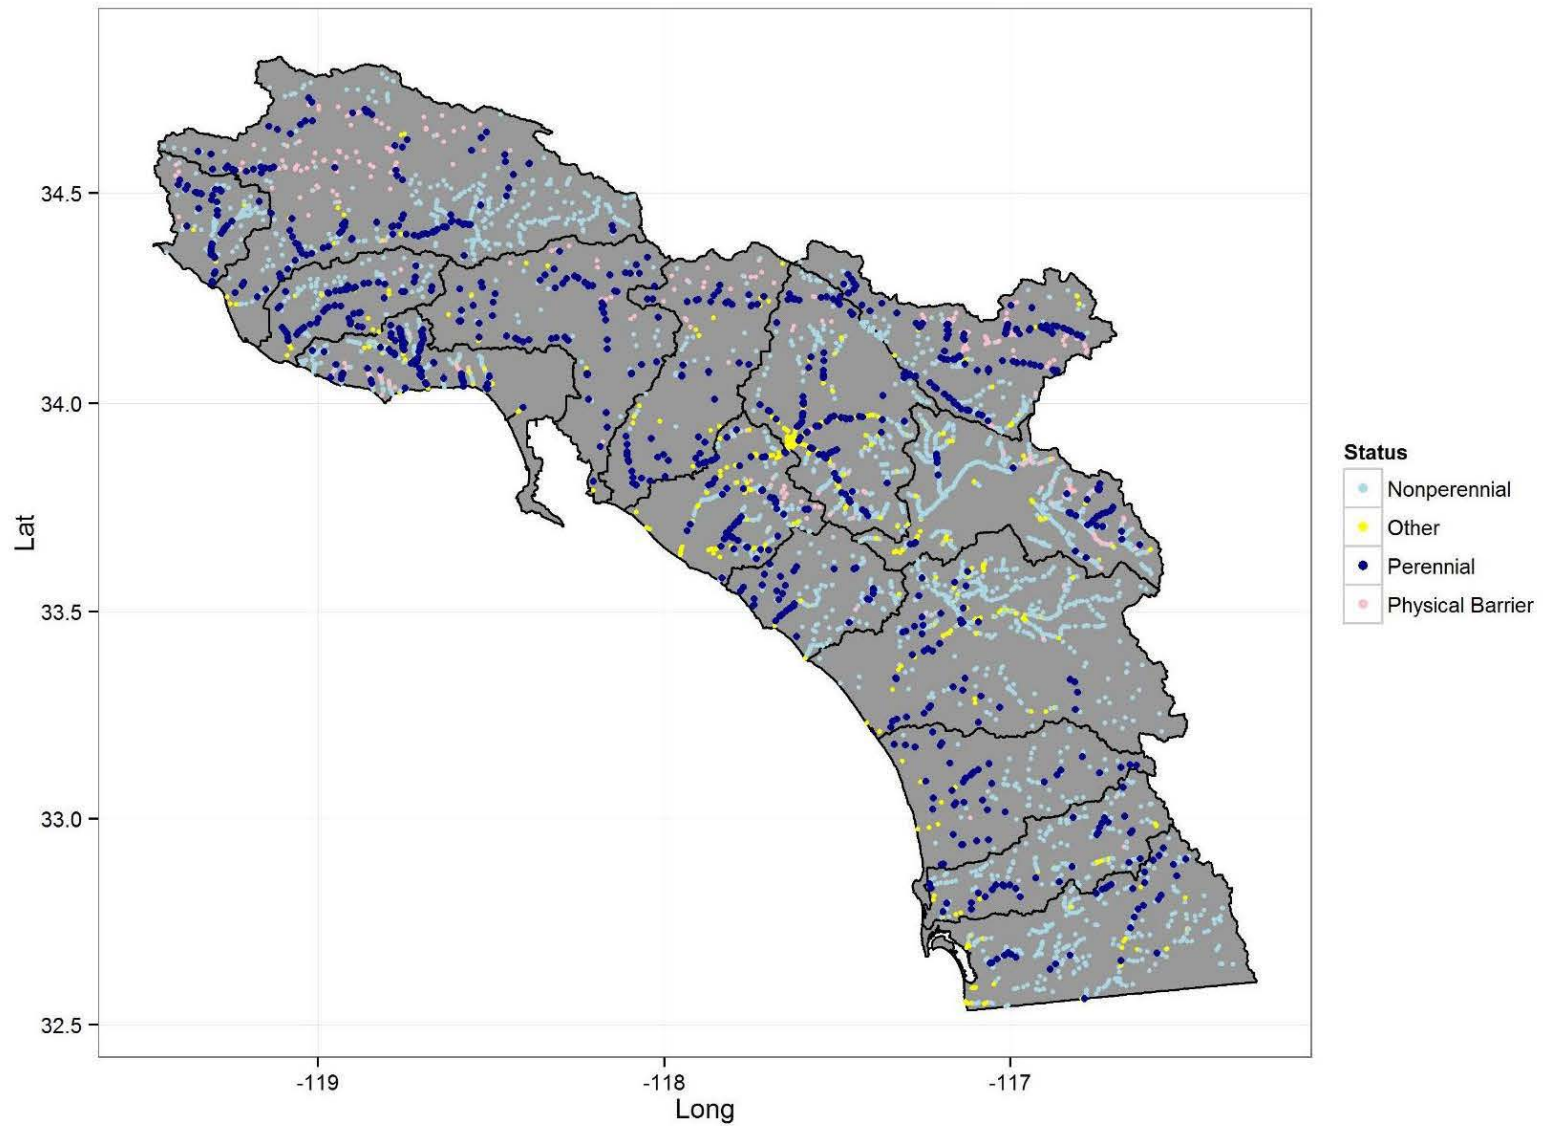 34.5
34.0
33.5
33.0
32.5
Lat
-119
-118
-117
Long
Status
Nonperennial
Other
Perennial
Physical Barrier